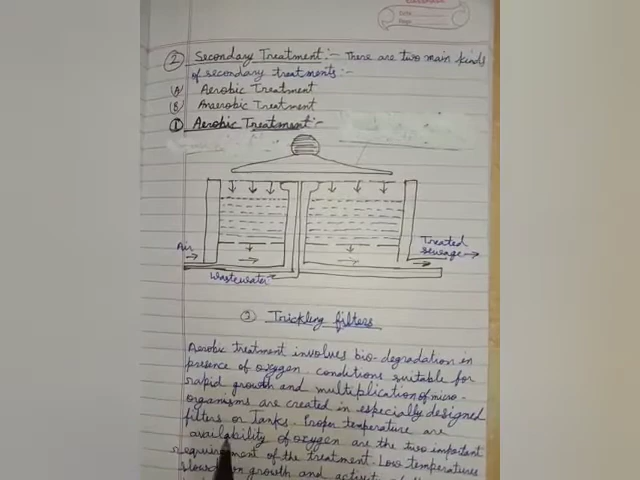 Date
Page
② Secondary Treatment :- There are two main kinds
of secondary treatments :-
(A) Aerobic Treatment
(B) Anaerobic Treatment
① Aerobic Treatment :-
Air
Treated
sewage
Wastewater
② Trickling filters
Aerobic treatment involves bio-degradation in
presence of oxygen. conditions suitable for
rapid growth and multiplication of micro-
organisms are created in especially designed
filters or Tanks. Proper temperature are
availability of oxygen are the two important
requirement of the treatment. Low temperatures
slows growth and